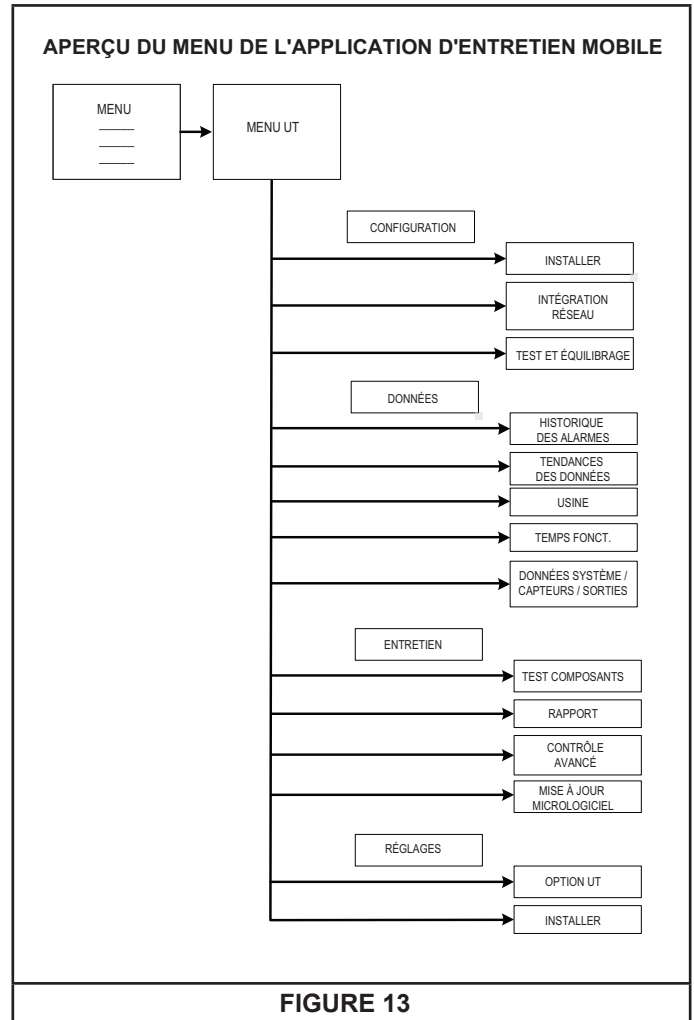 APERÇU DU MENU DE L'APPLICATION D'ENTRETIEN MOBILE
MENU
MENU UT
CONFIGURATION
INSTALLER
INTÉGRATION
RÉSEAU
TEST ET ÉQUILIBRAGE
DONNÉES
HISTORIQUE
DES ALARMES
TENDANCES
DES DONNÉES
USINE
TEMPS FONCT.
DONNÉES SYSTÈME /
CAPTEURS / SORTIES
ENTRETIEN
TEST COMPOSANTS
RAPPORT
CONTRÔLE
AVANCÉ
MISE À JOUR
MICROLOGICIEL
RÉGLAGES
OPTION UT
INSTALLER
FIGURE 13